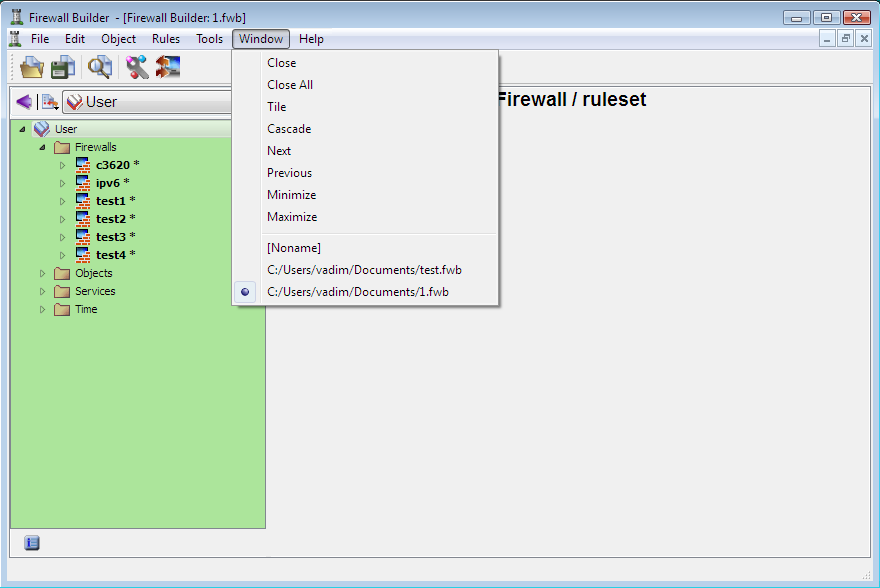 Firewall Builder - [Firewall Builder: 1.fwb]
File Edit Object Rules Tools Window Help
Close
Close All
Tile
Cascade
Next
Previous
Minimize
Maximize
[Noname]
C:/Users/vadim/Documents/test.fwb
C:/Users/vadim/Documents/1.fwb
User
Firewall / ruleset
User
Firewalls
c3620 *
ipv6 *
test1 *
test2 *
test3 *
test4 *
Objects
Services
Time